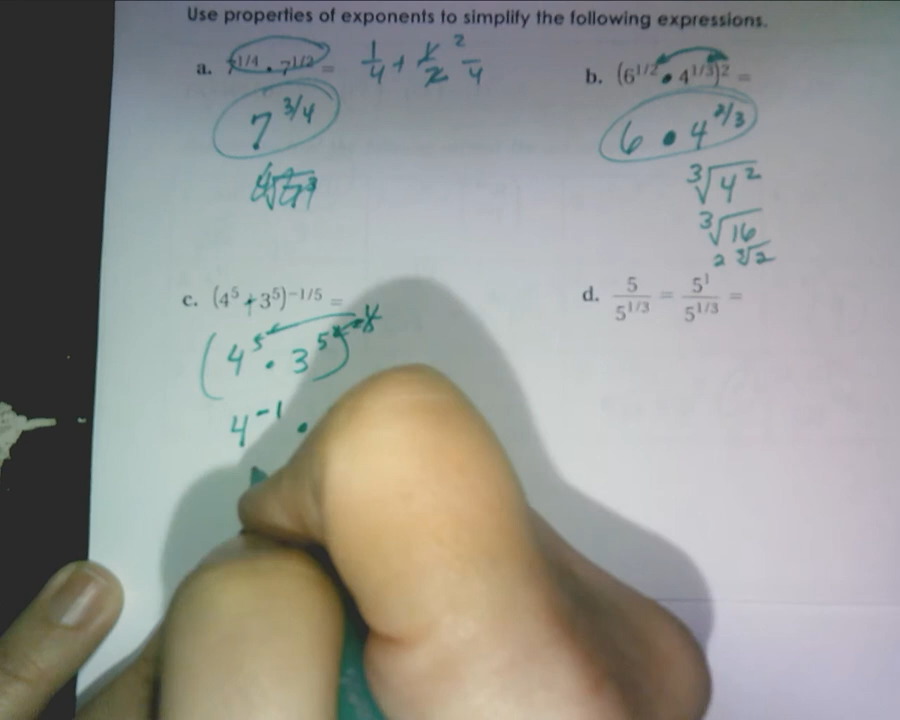 Use properties of exponents to simplify the following expressions.
a. 7^1/4 · 7^1/2 = 1/4 + 1/2 2/4
7^3/4
b. (6^1/2 • 4^1/3)^2 =
6 • 4^2/3
∛4^2
∛16
2 ∛2
c. (4^5 + 3^5)^-1/5 =
(4^5 · 3^5)
4^-1 ·
d. 5/5^1/3 = 5^1/5^1/3 =